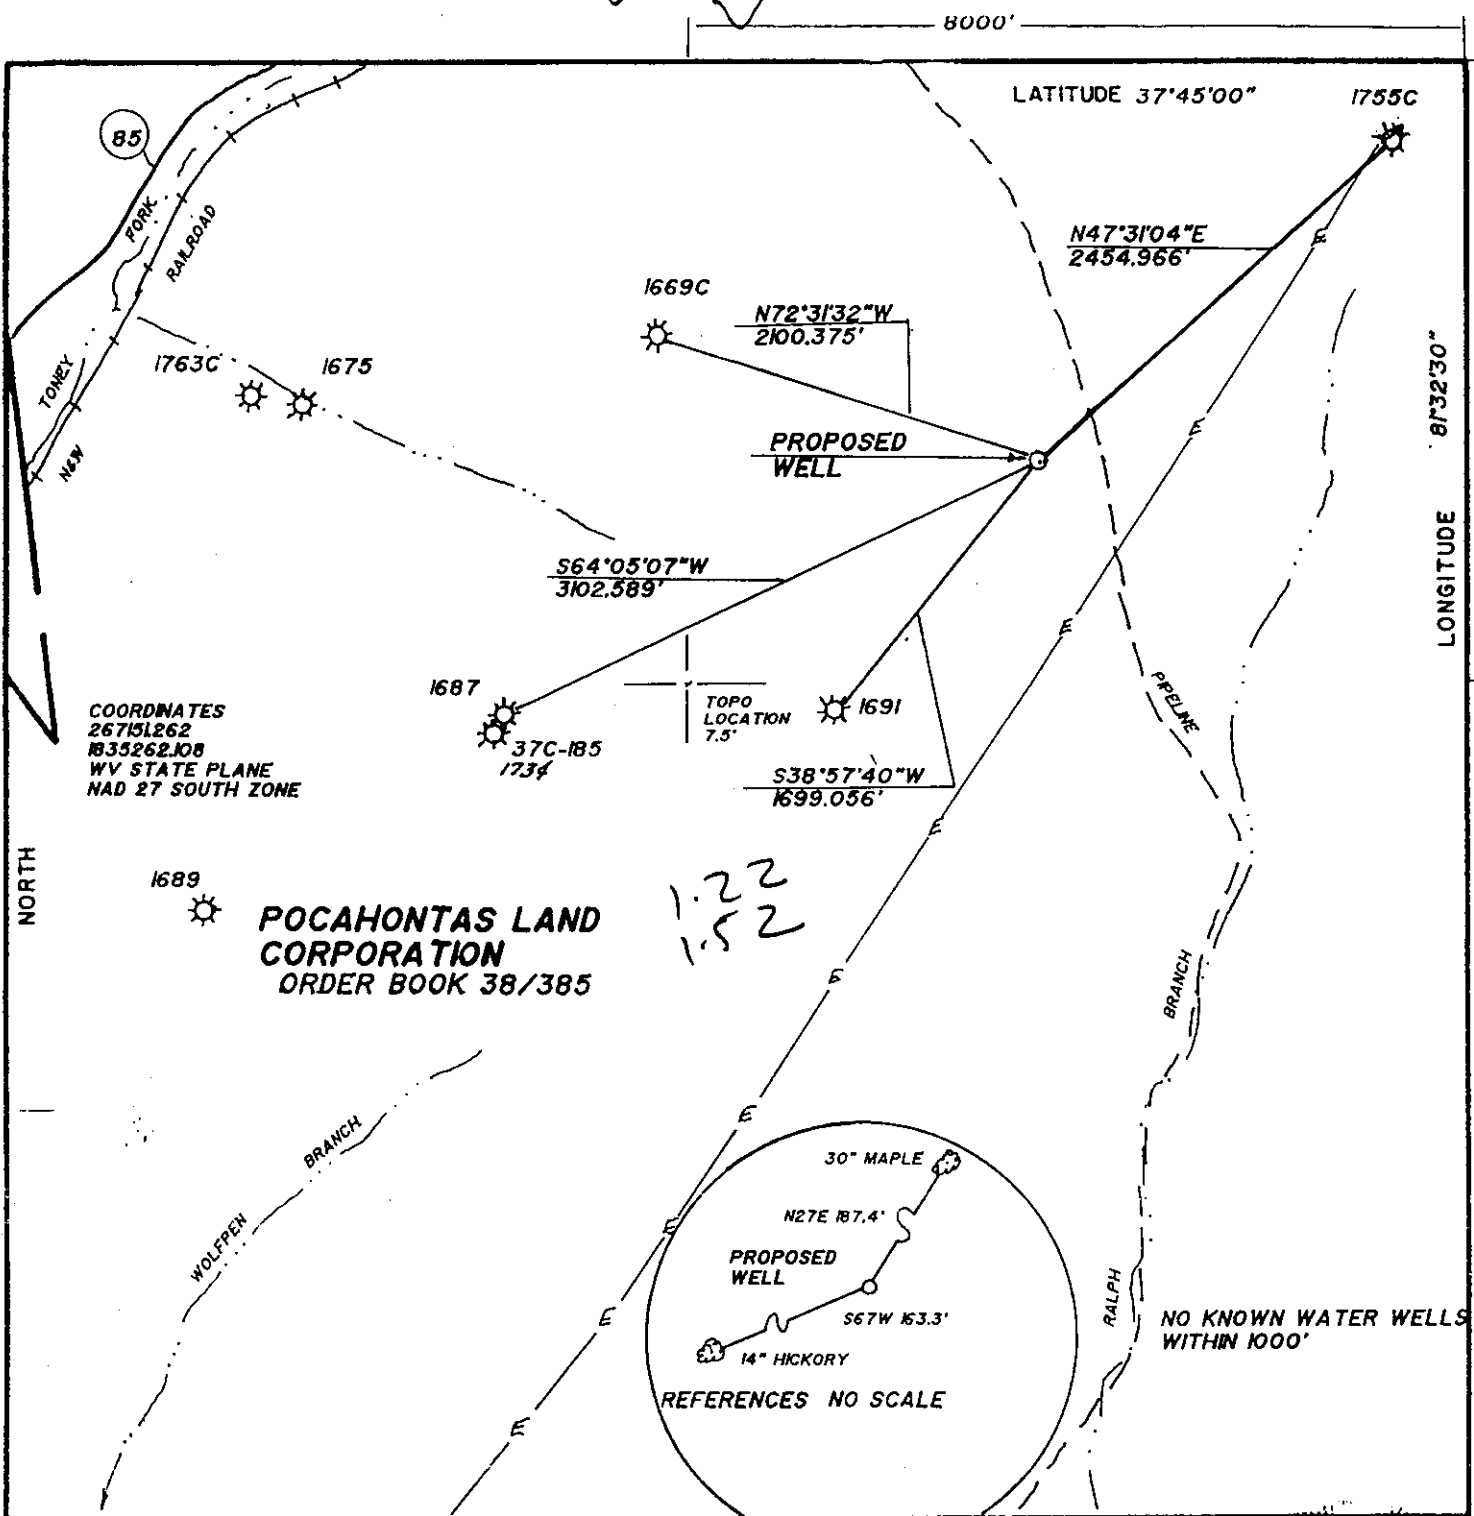 8000'
LATITUDE 37°45'00"
1755C
85
FORK
RAILROAD
N47°31'04"E
2454.966'
1669C
N72°31'32"W
2100.375'
1763C
1675
TONEY
N&W
81°32'30"
LONGITUDE
PROPOSED
WELL
E
E
S64°05'07"W
3102.589'
E
1687
37C-185
1734
TOPO
LOCATION
7.5'
1691
PIPELINE
COORDINATES
267151.262
1835262.108
WV STATE PLANE
NAD 27 SOUTH ZONE
S38°57'40"W
1699.056'
E
NORTH
1689
1.22
1.52
POCAHONTAS LAND
CORPORATION
ORDER BOOK 38/385
E
BRANCH
E
BRANCH
WOLFPEN
30" MAPLE
N27E 187.4'
E
PROPOSED
WELL
S67W 163.3'
14" HICKORY
REFERENCES NO SCALE
E
E
RALPH
NO KNOWN WATER WELLS
WITHIN 1000'